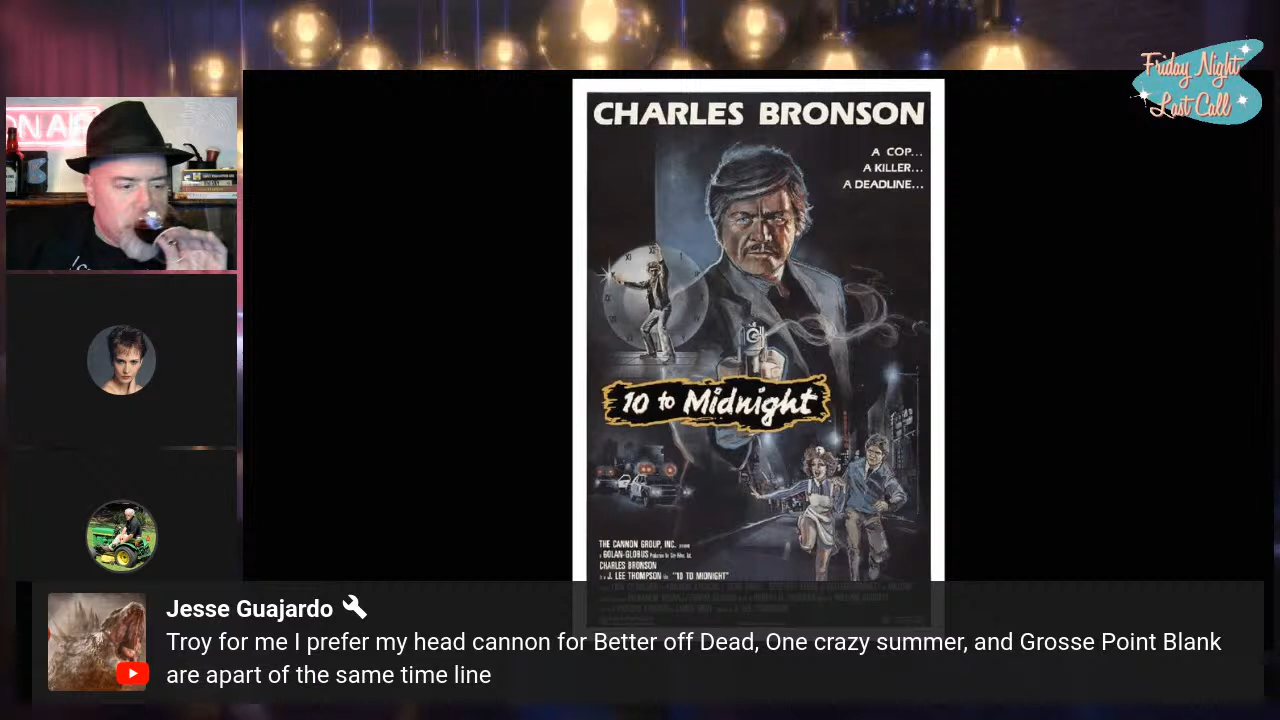 Friday Night
Last Call
ON AIR
CHARLES BRONSON
A COP...
A KILLER...
A DEADLINE...
10 to Midnight
THE CANNON GROUP, INC.
a GOLAN-GLOBUS
CHARLES BRONSON
J. LEE THOMPSON "10 TO MIDNIGHT"
Jesse Guajardo
Troy for me I prefer my head cannon for Better off Dead, One crazy summer, and Grosse Point Blank
are apart of the same time line